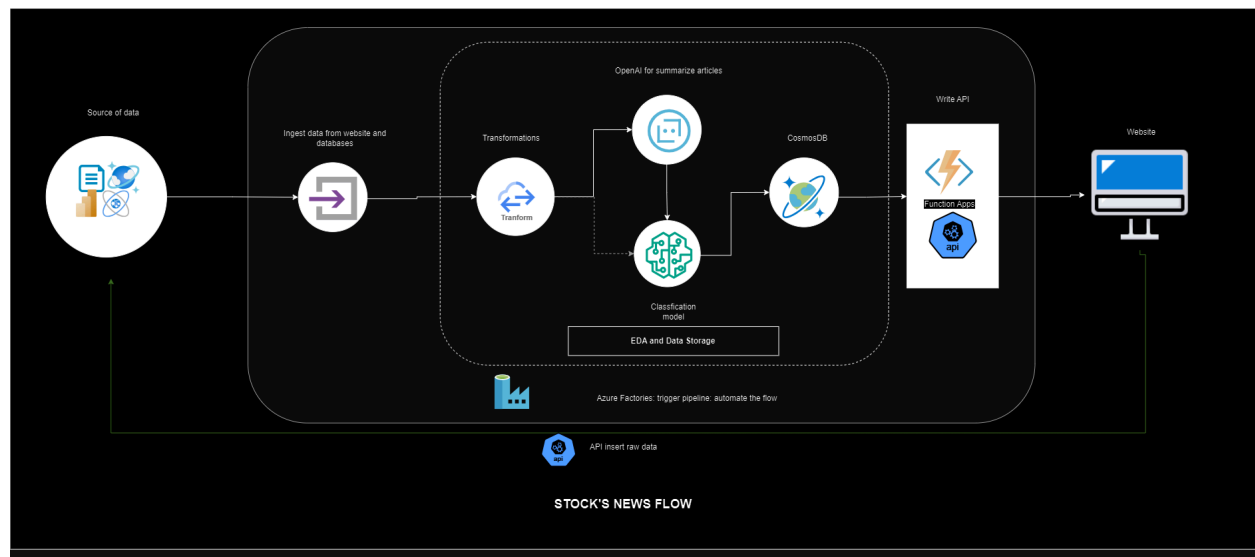 OpenAI for summarize articles
Source of data
Write API
Ingest data from website and
databases
Transformations
CosmosDB
Website
Tranform
Function Apps
api
Classfication
model
EDA and Data Storage
Azure Factories: trigger pipeline: automate the flow
api
API insert raw data
STOCK'S NEWS FLOW